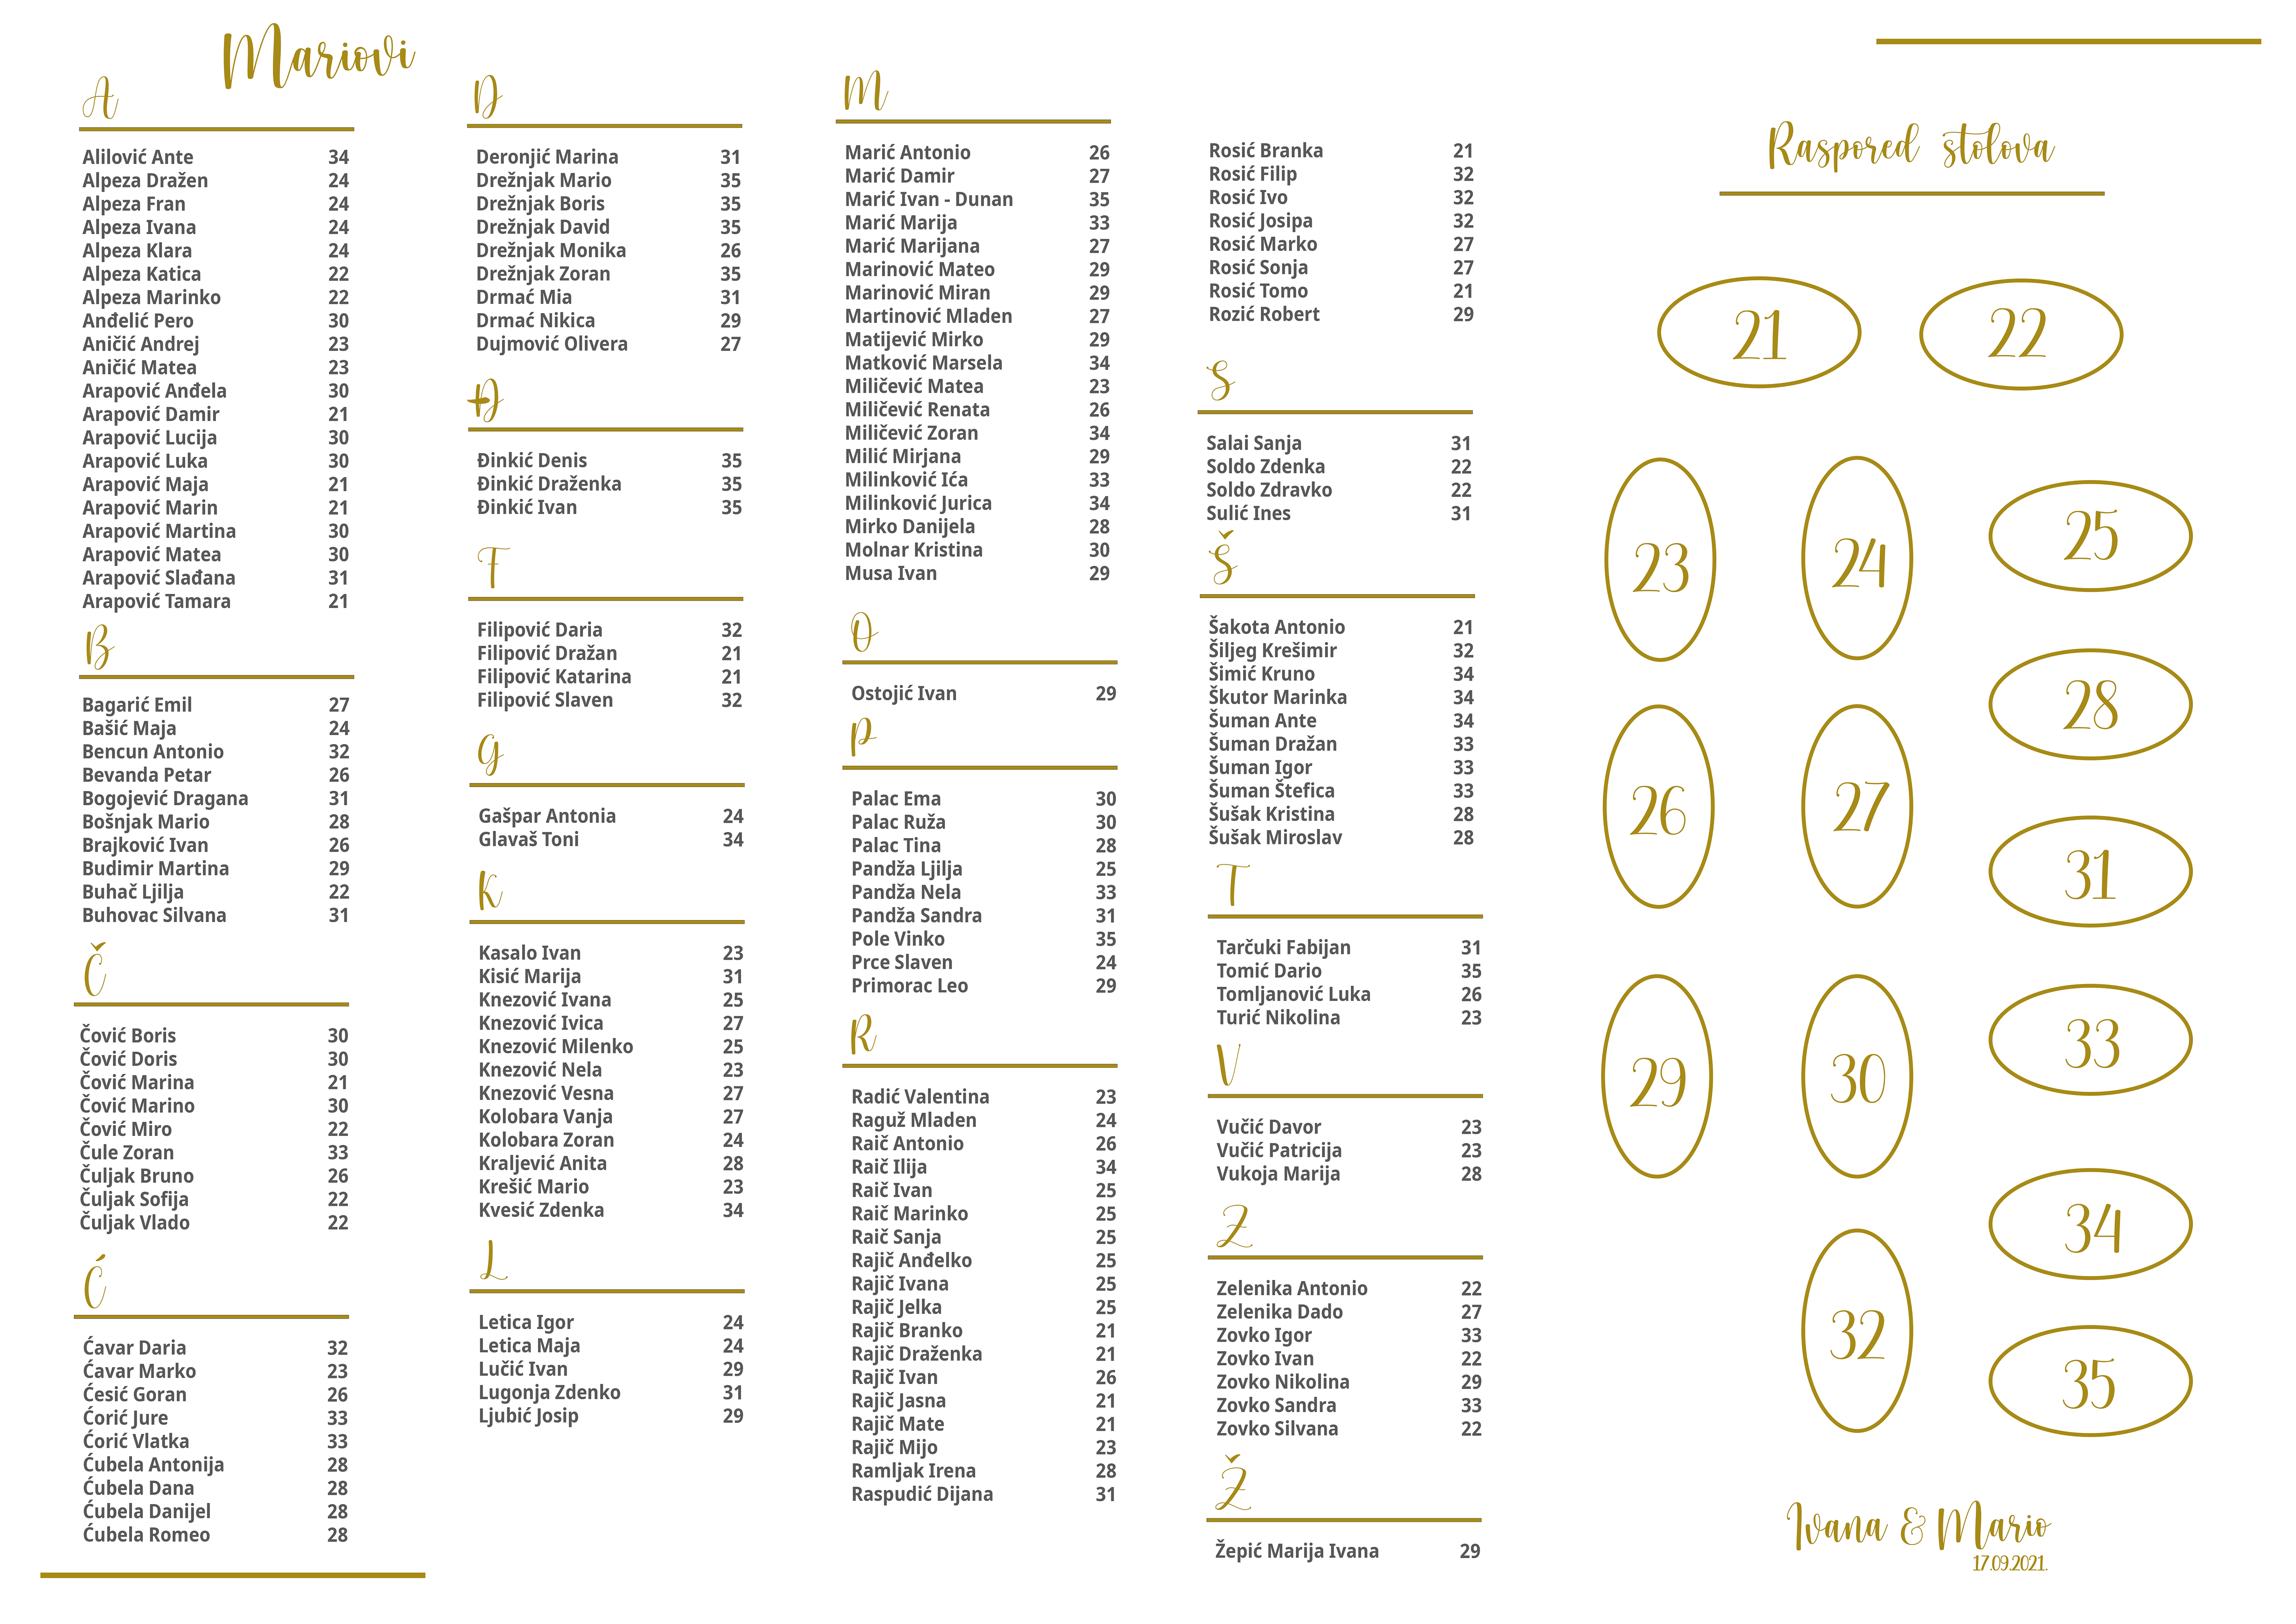 Mariovi
A
Alilović Ante 34
Alpeza Dražen 24
Alpeza Fran 24
Alpeza Ivana 24
Alpeza Klara 24
Alpeza Katica 22
Alpeza Marinko 22
Anđelić Pero 30
Aničić Andrej 23
Aničić Matea 23
Arapović Anđela 30
Arapović Damir 21
Arapović Lucija 30
Arapović Luka 30
Arapović Maja 21
Arapović Marin 21
Arapović Martina 30
Arapović Matea 30
Arapović Slađana 31
Arapović Tamara 21
B
Bagarić Emil 27
Bašić Maja 24
Bencun Antonio 32
Bevanda Petar 26
Bogojević Dragana 31
Bošnjak Mario 28
Brajković Ivan 26
Budimir Martina 29
Buhač Ljilja 22
Buhovac Silvana 31
Č
Čović Boris 30
Čović Doris 30
Čović Marina 21
Čović Marino 30
Čović Miro 22
Čule Zoran 33
Čuljak Bruno 26
Čuljak Sofija 22
Čuljak Vlado 22
Ć
Ćavar Daria 32
Ćavar Marko 23
Ćesić Goran 26
Ćorić Jure 33
Ćorić Vlatka 33
Ćubela Antonija 28
Ćubela Dana 28
Ćubela Danijel 28
Ćubela Romeo 28
D
Deronjić Marina 31
Drežnjak Mario 35
Drežnjak Boris 35
Drežnjak David 35
Drežnjak Monika 26
Drežnjak Zoran 35
Drmać Mia 31
Drmać Nikica 29
Dujmović Olivera 27
Đ
Đinkić Denis 35
Đinkić Draženka 35
Đinkić Ivan 35
F
Filipović Daria 32
Filipović Dražan 21
Filipović Katarina 21
Filipović Slaven 32
G
Gašpar Antonia 24
Glavaš Toni 34
K
Kasalo Ivan 23
Kisić Marija 31
Knezović Ivana 25
Knezović Ivica 27
Knezović Milenko 25
Knezović Nela 23
Knezović Vesna 27
Kolobara Vanja 27
Kolobara Zoran 24
Kraljević Anita 28
Krešić Mario 23
Kvesić Zdenka 34
L
Letica Igor 24
Letica Maja 24
Lučić Ivan 29
Lugonja Zdenko 31
Ljubić Josip 29
M
Marić Antonio 26
Marić Damir 27
Marić Ivan - Dunan 35
Marić Marija 33
Marić Marijana 27
Marinović Mateo 29
Marinović Miran 29
Martinović Mladen 27
Matijević Mirko 29
Matković Marsela 34
Miličević Matea 23
Miličević Renata 26
Miličević Zoran 34
Milić Mirjana 29
Milinković Ića 33
Milinković Jurica 34
Mirko Danijela 28
Molnar Kristina 30
Musa Ivan 29
O
Ostojić Ivan 29
P
Palac Ema 30
Palac Ruža 30
Palac Tina 28
Pandža Ljilja 25
Pandža Nela 33
Pandža Sandra 31
Pole Vinko 35
Prce Slaven 24
Primorac Leo 29
R
Radić Valentina 23
Raguž Mladen 24
Raič Antonio 26
Raič Ilija 34
Raič Ivan 25
Raič Marinko 25
Raič Sanja 25
Rajič Anđelko 25
Rajič Ivana 25
Rajič Jelka 25
Rajič Branko 21
Rajič Draženka 21
Rajič Ivan 26
Rajič Jasna 21
Rajič Mate 21
Rajič Mijo 23
Ramljak Irena 28
Raspudić Dijana 31
Rosić Branka 21
Rosić Filip 32
Rosić Ivo 32
Rosić Josipa 32
Rosić Marko 27
Rosić Sonja 27
Rosić Tomo 21
Rozić Robert 29
S
Salai Sanja 31
Soldo Zdenka 22
Soldo Zdravko 22
Sulić Ines 31
Š
Šakota Antonio 21
Šiljeg Krešimir 32
Šimić Kruno 34
Škutor Marinka 34
Šuman Ante 34
Šuman Dražan 33
Šuman Igor 33
Šuman Štefica 33
Šušak Kristina 28
Šušak Miroslav 28
T
Tarčuki Fabijan 31
Tomić Dario 35
Tomljanović Luka 26
Turić Nikolina 23
V
Vučić Davor 23
Vučić Patricija 23
Vukoja Marija 28
Z
Zelenika Antonio 22
Zelenika Dado 27
Zovko Igor 33
Zovko Ivan 22
Zovko Nikolina 29
Zovko Sandra 33
Zovko Silvana 22
Ž
Žepić Marija Ivana 29
Raspored stolova
21 22
23 24 25
28
26 27
31
29 30 33
34
32 35
Ivana & Mario
17.09.2021.